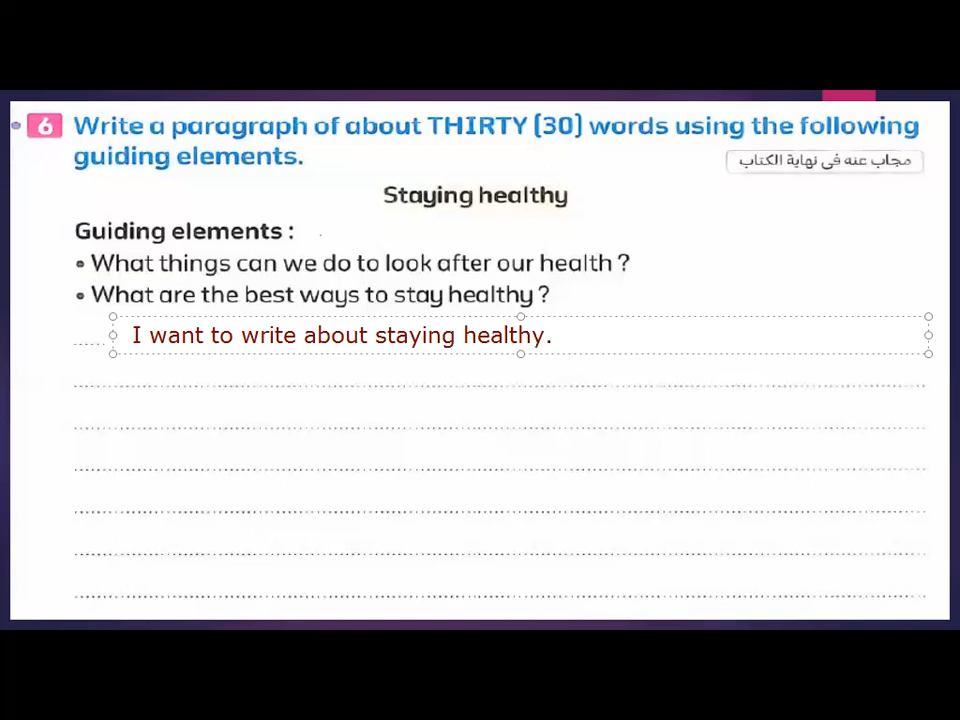 6 Write a paragraph of about THIRTY (30) words using the following
guiding elements.
مجاب عنه فى نهاية الكتاب
Staying healthy
Guiding elements :
• What things can we do to look after our health ?
• What are the best ways to stay healthy ?
I want to write about staying healthy.